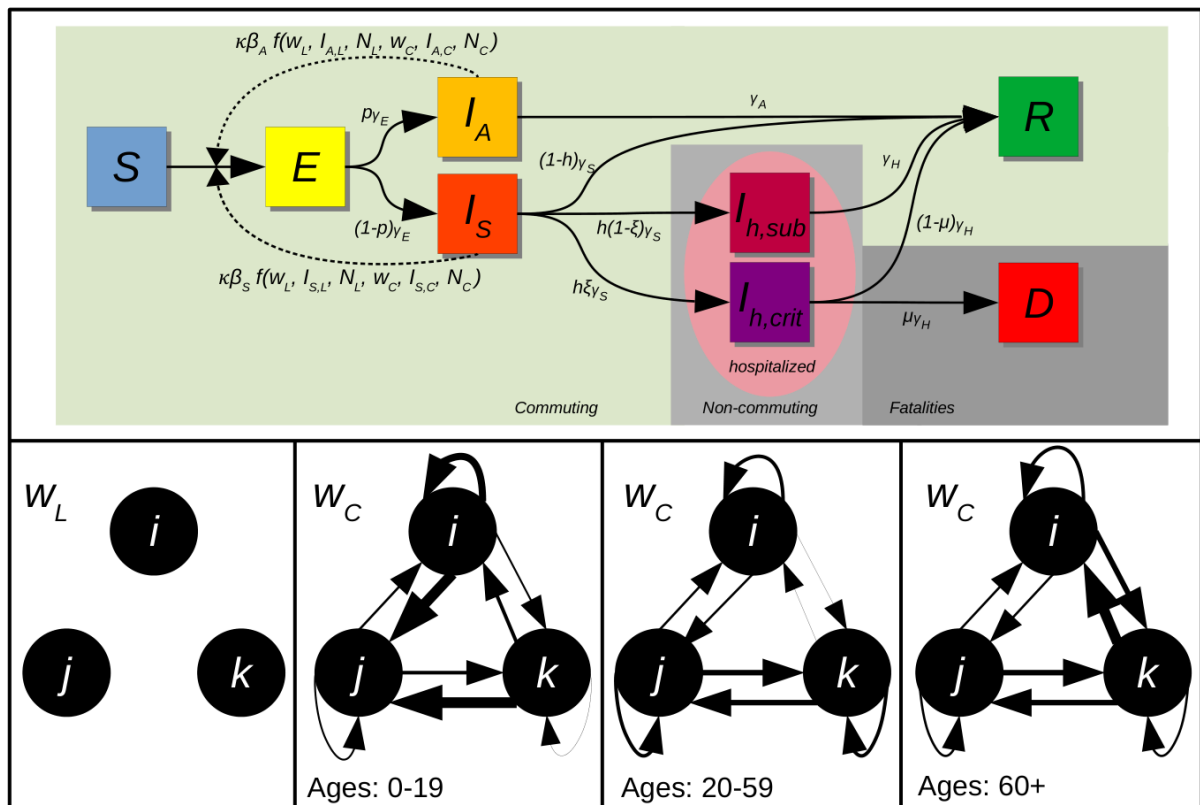 κβ_A f(w_L, I_A,L, N_L, w_C, I_A,C, N_C)
S
E
pγ_E
(1-p)γ_E
I_A
I_S
κβ_S f(w_L, I_S,L, N_L, w_C, I_S,C, N_C)
γ_A
(1-h)γ_S
h(1-ξ)γ_S
hξγ_S
I_h,sub
I_h,crit
hospitalized
γ_H
(1-μ)γ_H
μγ_H
R
D
Commuting
Non-commuting
Fatalities
w_L
i
j
k
w_C
i
j
k
Ages: 0-19
w_C
i
j
k
Ages: 20-59
w_C
i
j
k
Ages: 60+